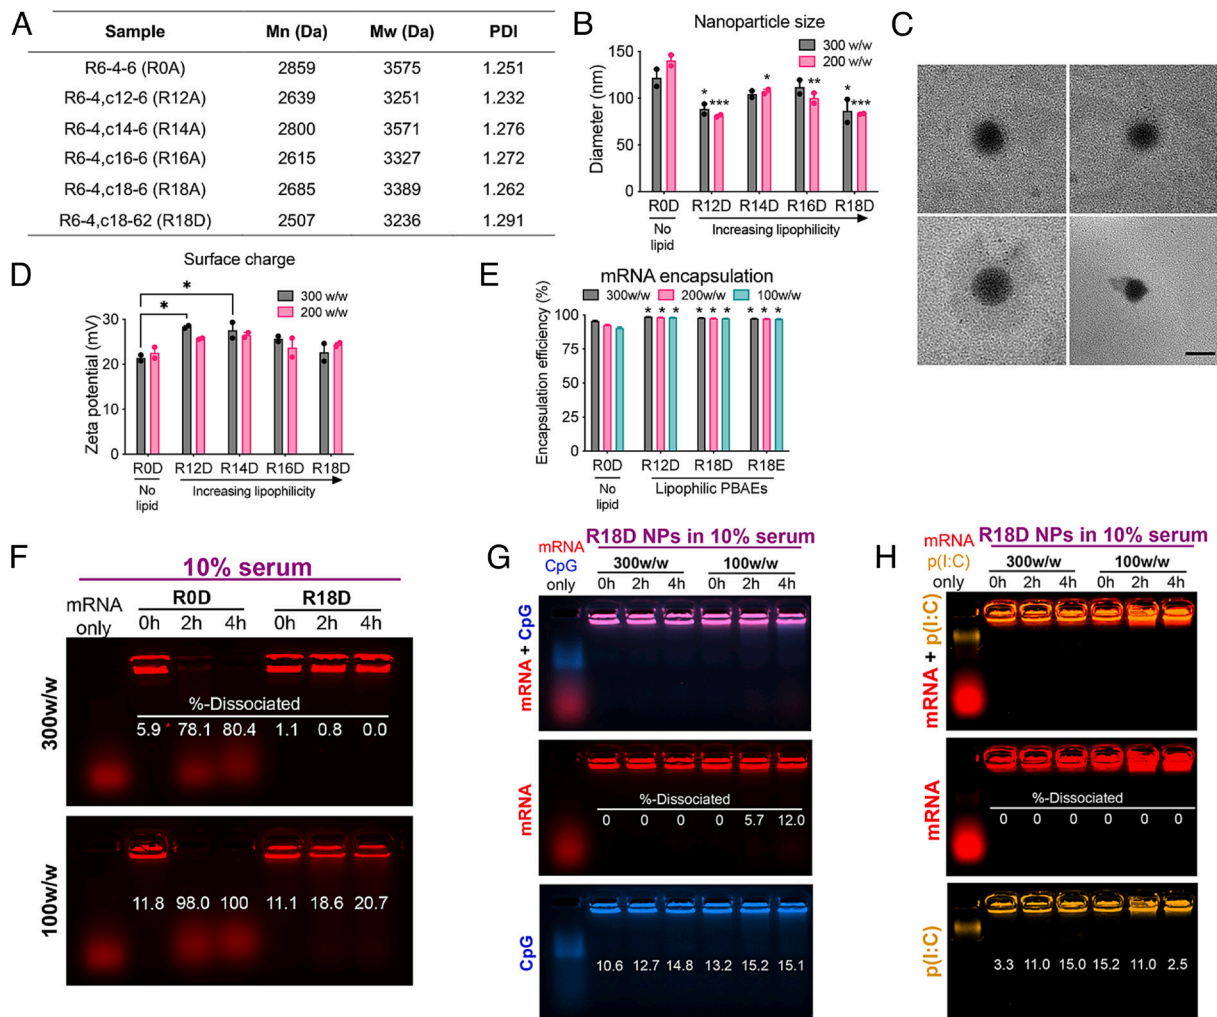 A
Sample Mn (Da) Mw (Da) PDI
R6-4-6 (R0A) 2859 3575 1.251
R6-4,c12-6 (R12A) 2639 3251 1.232
R6-4,c14-6 (R14A) 2800 3571 1.276
R6-4,c16-6 (R16A) 2615 3327 1.272
R6-4,c18-6 (R18A) 2685 3389 1.262
R6-4,c18-62 (R18D) 2507 3236 1.291
B
Nanoparticle size
300 w/w
200 w/w
Diameter (nm)
150
100
50
0
* *** * ** * ***
R0D R12D R14D R16D R18D
No lipid
Increasing lipophilicity
C
D
Surface charge
300 w/w
200 w/w
*
*
Zeta potential (mV)
30
20
10
0
R0D R12D R14D R16D R18D
No lipid
Increasing lipophilicity
E
mRNA encapsulation
300w/w 200w/w 100w/w
Encapsulation efficiency (%)
100
75
50
25
0
* * * * * * * * *
R0D R12D R18D R18E
No lipid
Lipophilic PBAEs
F
10% serum
mRNA only
R0D R18D
0h 2h 4h 0h 2h 4h
300w/w
%-Dissociated
5.9 78.1 80.4 1.1 0.8 0.0
100w/w
11.8 98.0 100 11.1 18.6 20.7
G
R18D NPs in 10% serum
mRNA
CpG
only
300w/w 100w/w
0h 2h 4h 0h 2h 4h
mRNA + CpG
mRNA
%-Dissociated
0 0 0 0 5.7 12.0
CpG
10.6 12.7 14.8 13.2 15.2 15.1
H
R18D NPs in 10% serum
mRNA
p(I:C)
only
300w/w 100w/w
0h 2h 4h 0h 2h 4h
mRNA + p(I:C)
mRNA
%-Dissociated
0 0 0 0 0 0
p(I:C)
3.3 11.0 15.0 15.2 11.0 2.5